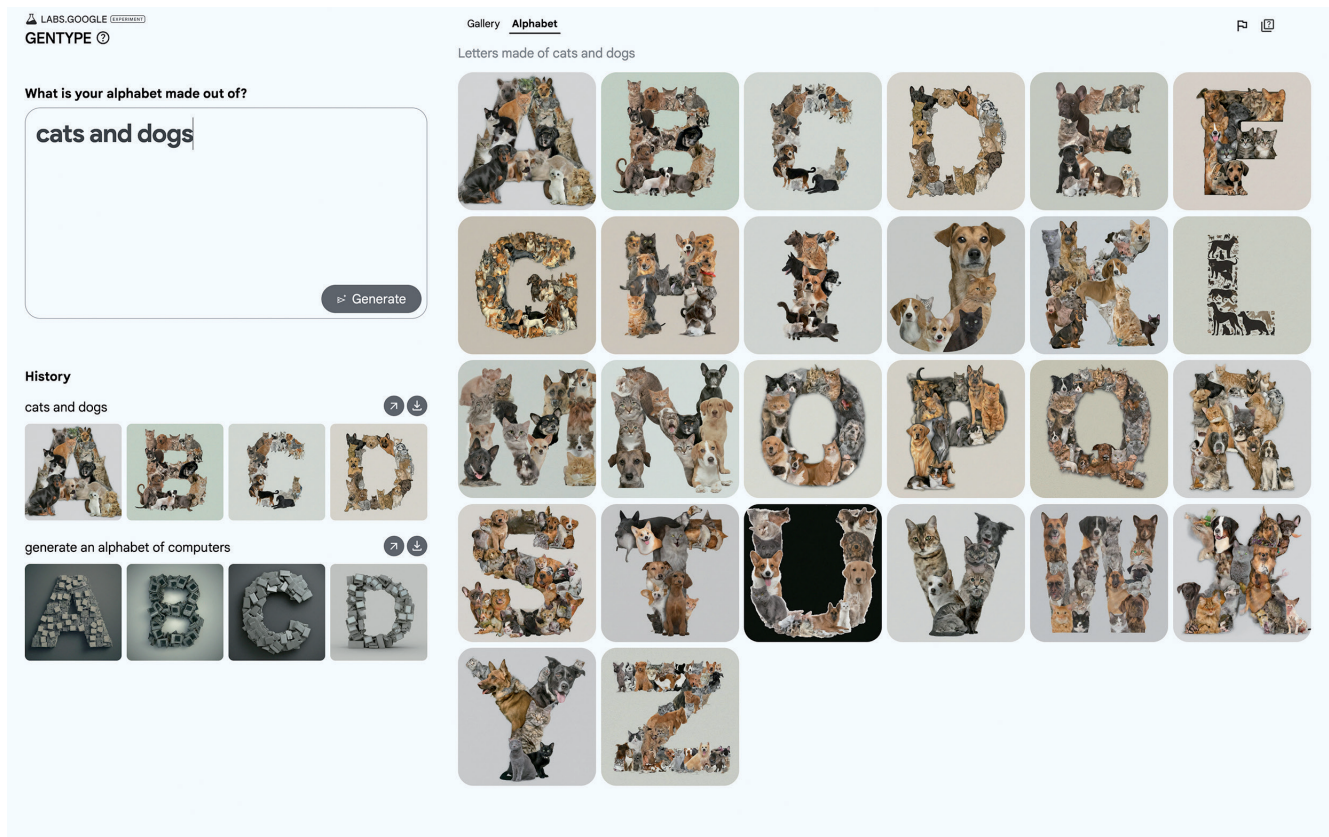 LABS.GOOGLE EXPERIMENT
GENTYPE ?
What is your alphabet made out of?
cats and dogs
Generate
History
cats and dogs
A B C D
generate an alphabet of computers
A B C D
Gallery Alphabet
Letters made of cats and dogs
A B C D E F
G H I J K L
M N O P Q R
S T U V W X
Y Z